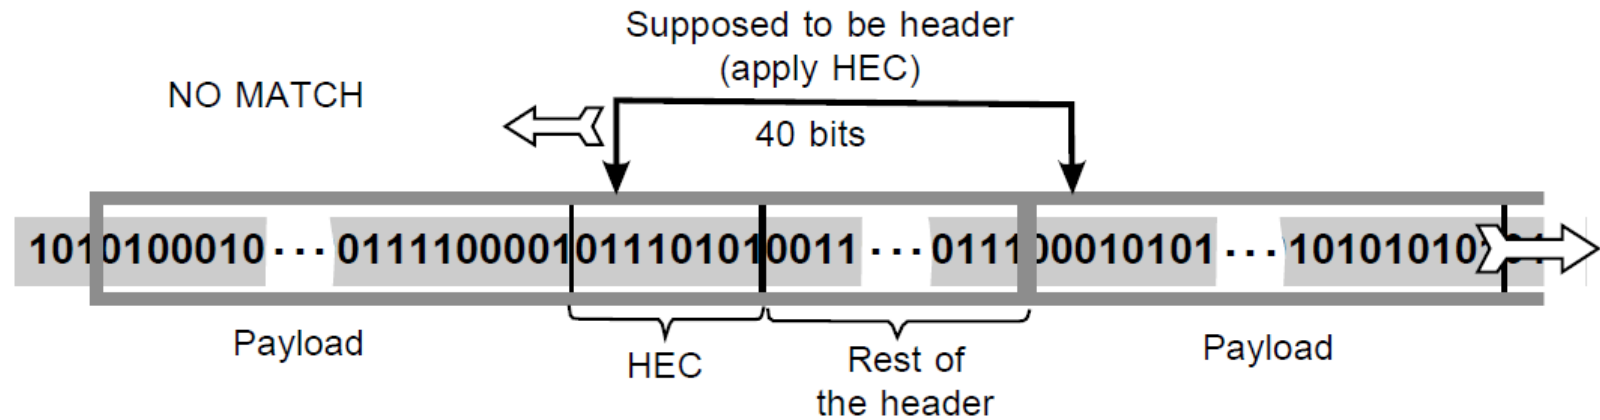 Supposed to be header
(apply HEC)
NO MATCH
40 bits
1010100010···0111100001011101010011···011100010101···10101010
Payload
HEC
Rest of
the header
Payload